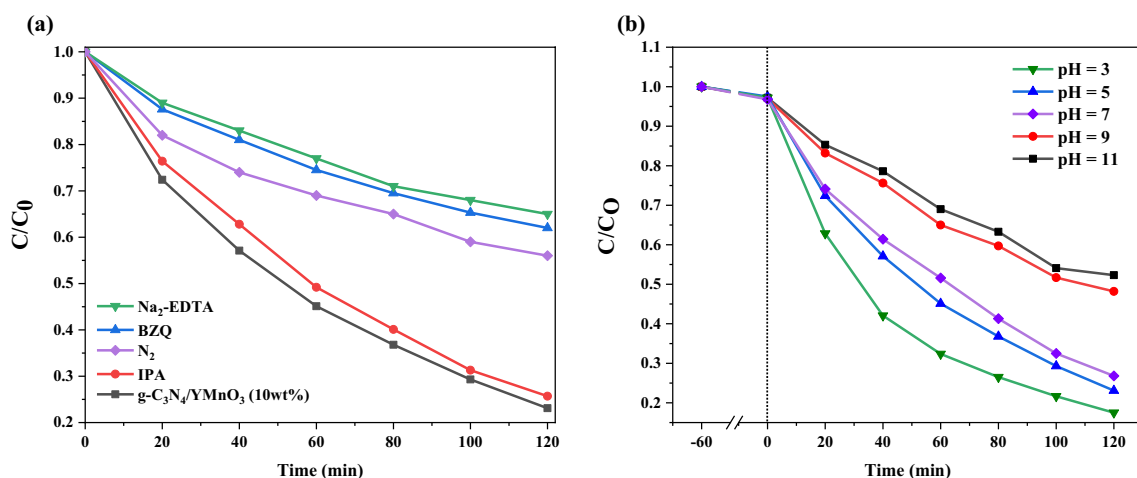 (a)
1.0
0.9
0.8
0.7
0.6
0.5
0.4
0.3
0.2
C/C0
Na2-EDTA
BZQ
N2
IPA
g-C3N4/YMnO3 (10wt%)
0 20 40 60 80 100 120
Time (min)
(b)
1.1
1.0
0.9
0.8
0.7
0.6
0.5
0.4
0.3
0.2
C/CO
pH = 3
pH = 5
pH = 7
pH = 9
pH = 11
-60 0 20 40 60 80 100 120
Time (min)